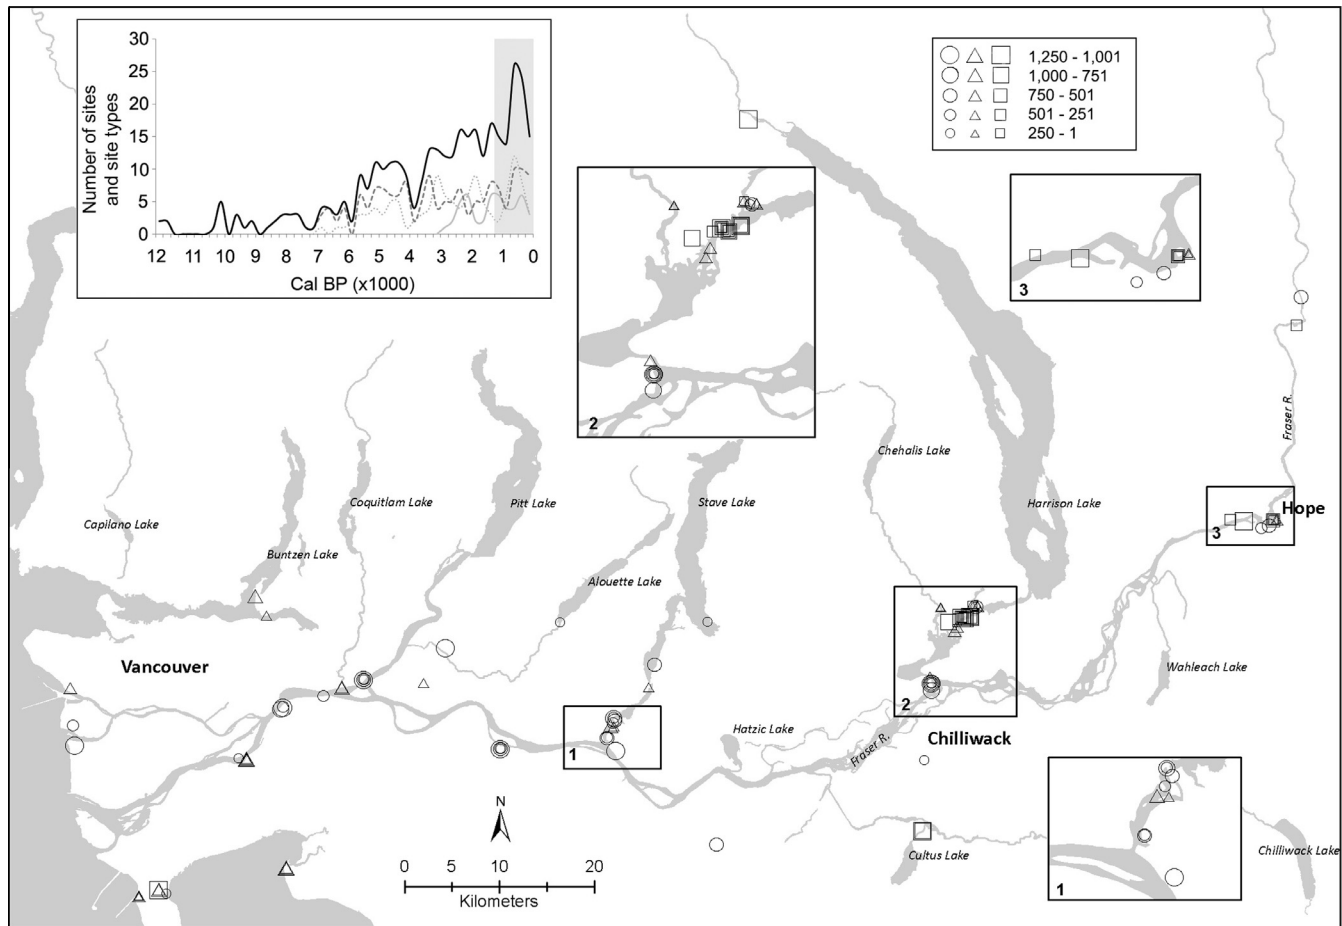 30
25
20
15
10
5
0
Number of sites
and site types
12 11 10 9 8 7 6 5 4 3 2 1 0
Cal BP (x1000)
1,250 - 1,001
1,000 - 751
750 - 501
501 - 251
250 - 1
2
3
Fraser R.
Chehalis Lake
Capilano Lake
Buntzen Lake
Coquitlam Lake
Pitt Lake
Stave Lake
Harrison Lake
Hope
3
Alouette Lake
Vancouver
Wahleach Lake
2
Hatzic Lake
Chilliwack
1
Fraser R.
N
0 5 10 20
Kilometers
Cultus Lake
Chilliwack Lake
1